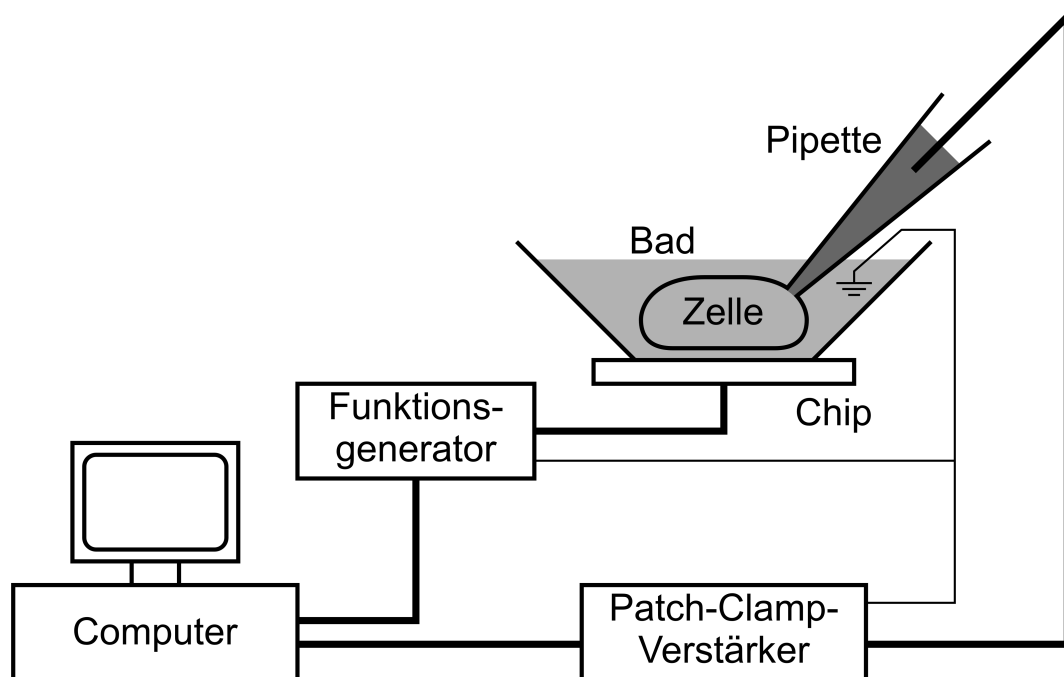 Pipette
Bad
Zelle
Chip
Funktions-
generator
Computer
Patch-Clamp-
Verstärker